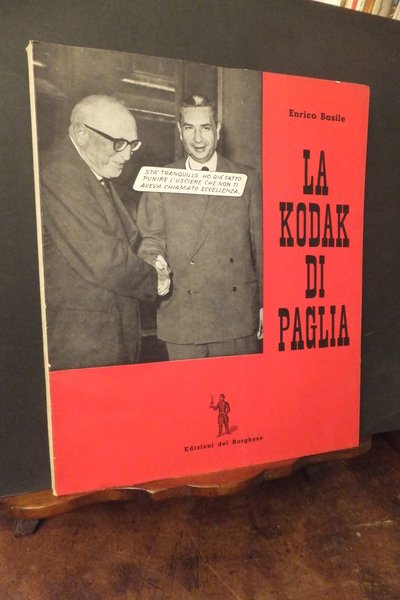 Enrico Basile
LA
KODAK
DI
PAGLIA
STA' TRANQUILLO, HO GIÀ FATTO
PUNIRE L'USCIERE CHE NON TI
AVEVA CHIAMATO ECCELLENZA.
Edizioni del Borghese